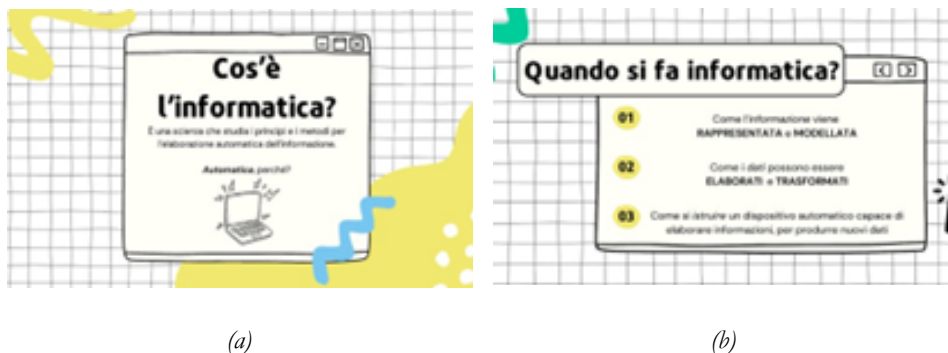 Cos'è
l'informatica?
È una scienza che studia i principi e i metodi per
l'elaborazione automatica dell'informazione.
Automatica, perché?
(a)
Quando si fa informatica?
01
Come l'informazione viene
RAPPRESENTATA e MODELLATA
02
Come i dati possono essere
ELABORATI e TRASFORMATI
03
Come si istruire un dispositivo automatico capace di
elaborare informazioni, per produrre nuovi dati
(b)